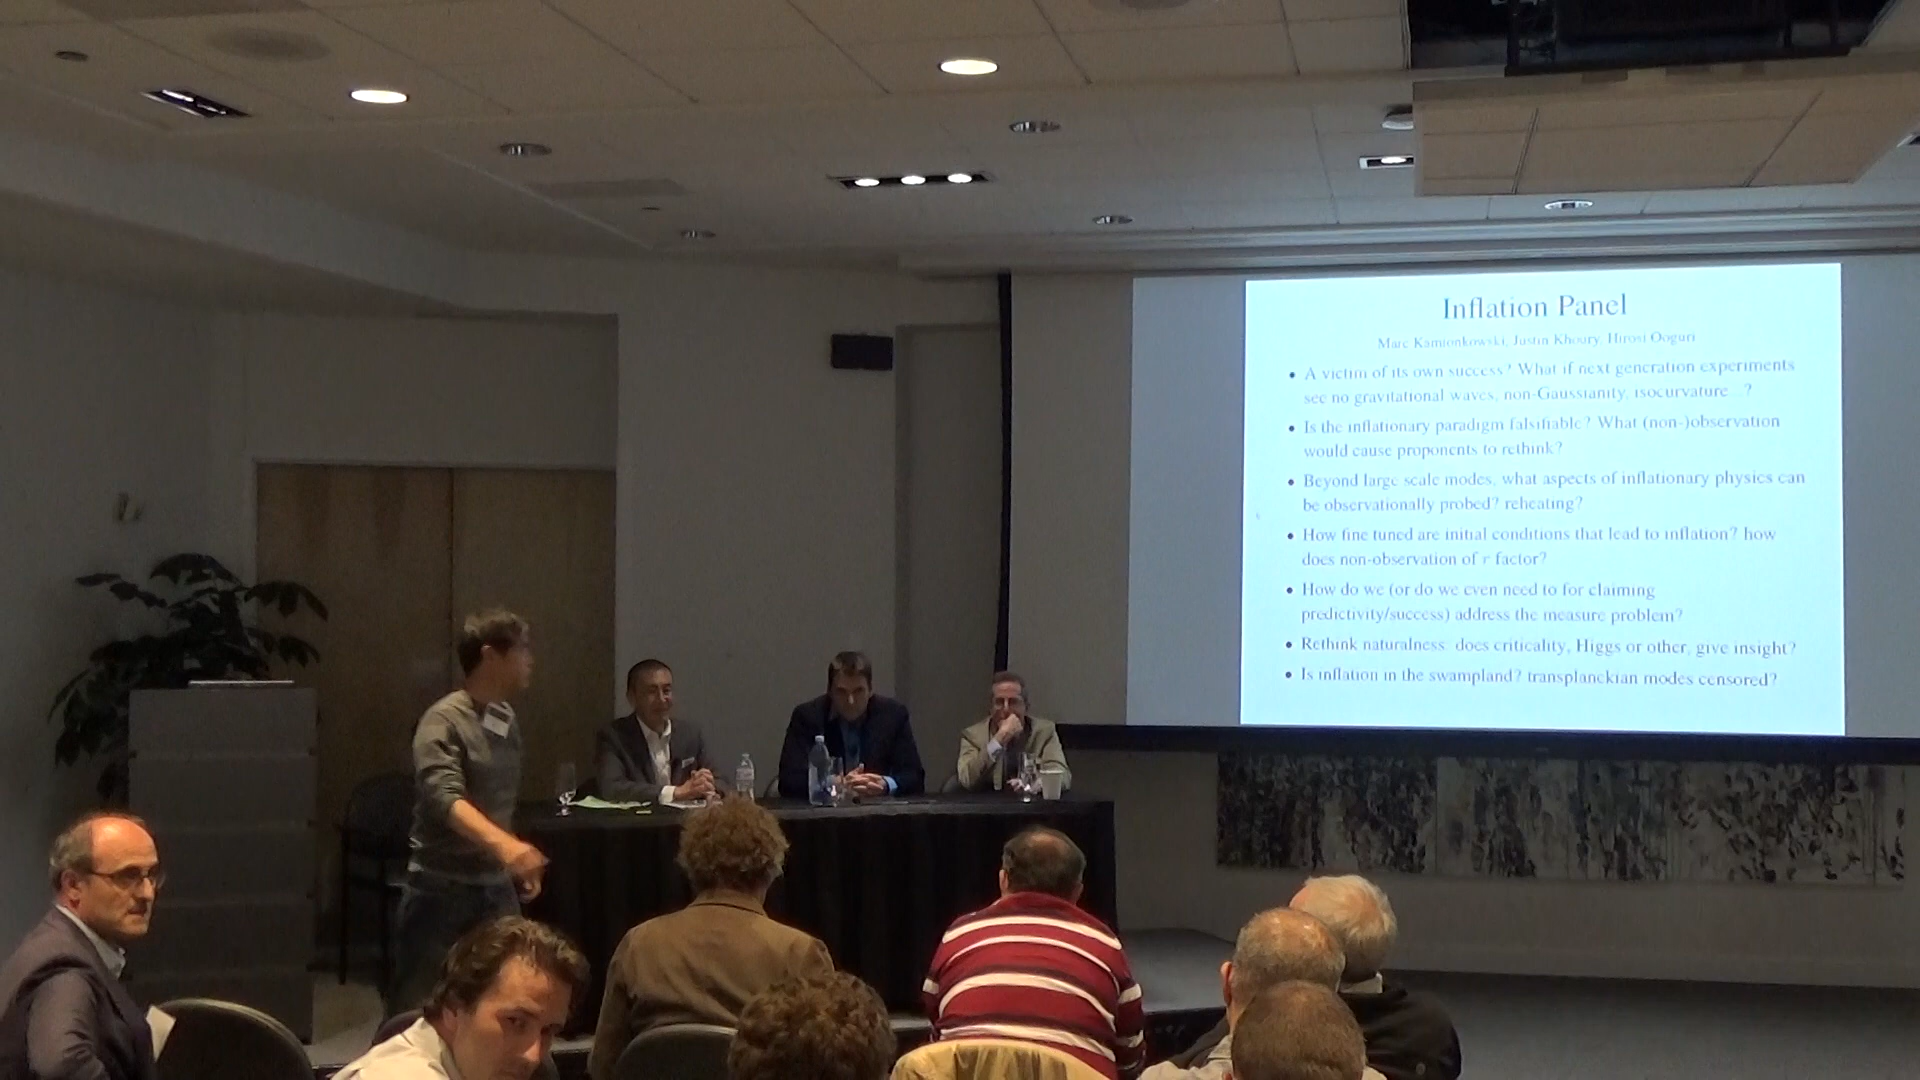 Inflation Panel
Marc Kamionkowski, Justin Khoury, Hirosi Ooguri
• A victim of its own success? What if next generation experiments
see no gravitational waves, non-Gaussianity, isocurvature...?
• Is the inflationary paradigm falsifiable? What (non-)observation
would cause proponents to rethink?
• Beyond large scale modes, what aspects of inflationary physics can
be observationally probed? reheating?
• How fine tuned are initial conditions that lead to inflation? how
does non-observation of r factor?
• How do we (or do we even need to for claiming
predictivity/success) address the measure problem?
• Rethink naturalness: does criticality, Higgs or other, give insight?
• Is inflation in the swampland? transplanckian modes censored?